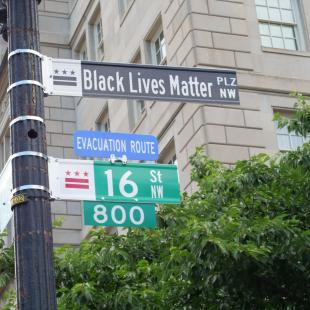 Black Lives Matter PLZ NW
EVACUATION ROUTE
16 St NW
800